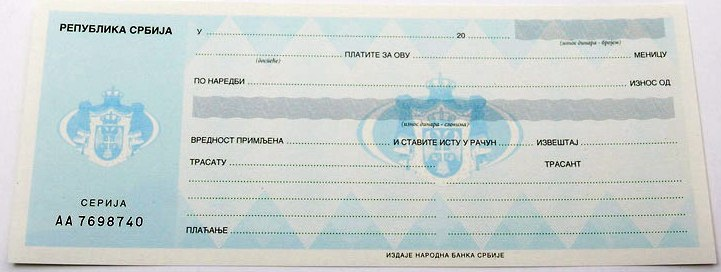 РЕПУБЛИКА СРБИЈА
У 20
(износ динара - бројем)
ПЛАТИТЕ ЗА ОВУ МЕНИЦУ
(доспеће)
ПО НАРЕДБИ ИЗНОС ОД
(износ динара - словима)
ВРЕДНОСТ ПРИМЉЕНА И СТАВИТЕ ИСТУ У РАЧУН ИЗВЕШТАЈ
ТРАСАТУ ТРАСАНТ
СЕРИЈА
АА 7698740
ПЛАЋАЊЕ
ИЗДАЈЕ НАРОДНА БАНКА СРБИЈЕ